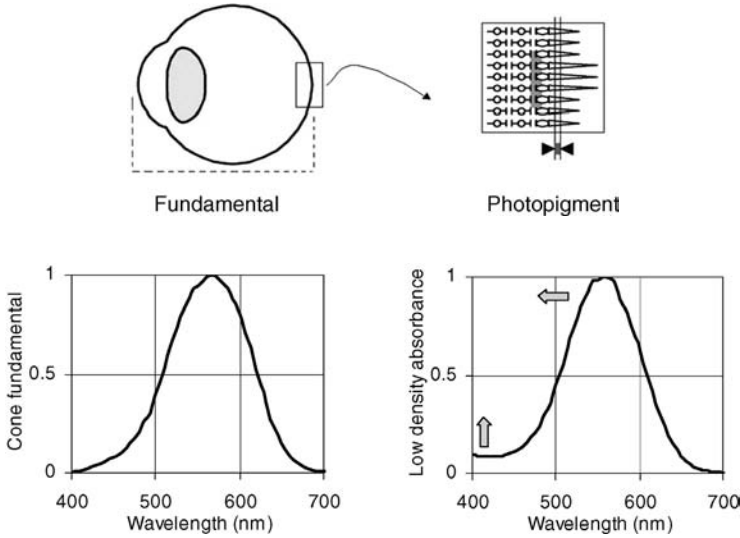 Fundamental
Photopigment
Cone fundamental
1
0.5
0
400 500 600 700
Wavelength (nm)
Low density absorbance
1
0.5
0
400 500 600 700
Wavelength (nm)